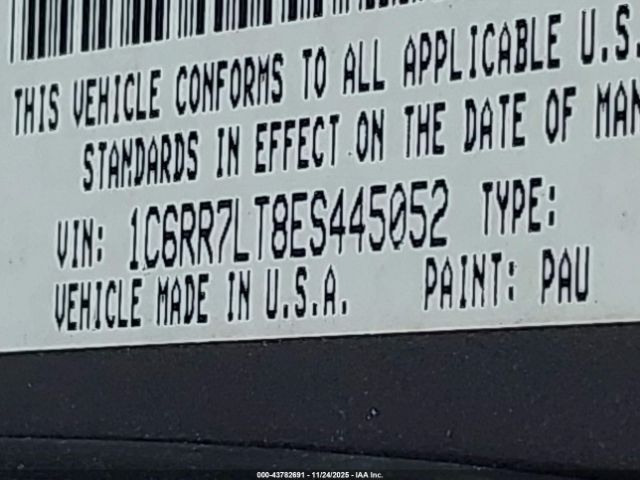 THIS VEHICLE CONFORMS TO ALL APPLICABLE U.S.
STANDARDS IN EFFECT ON THE DATE OF MAN
VIN: 1C6RR7LT8ES445052 TYPE:
VEHICLE MADE IN U.S.A. PAINT: PAU
000-43782691 - 11/24/2025 - IAA Inc.